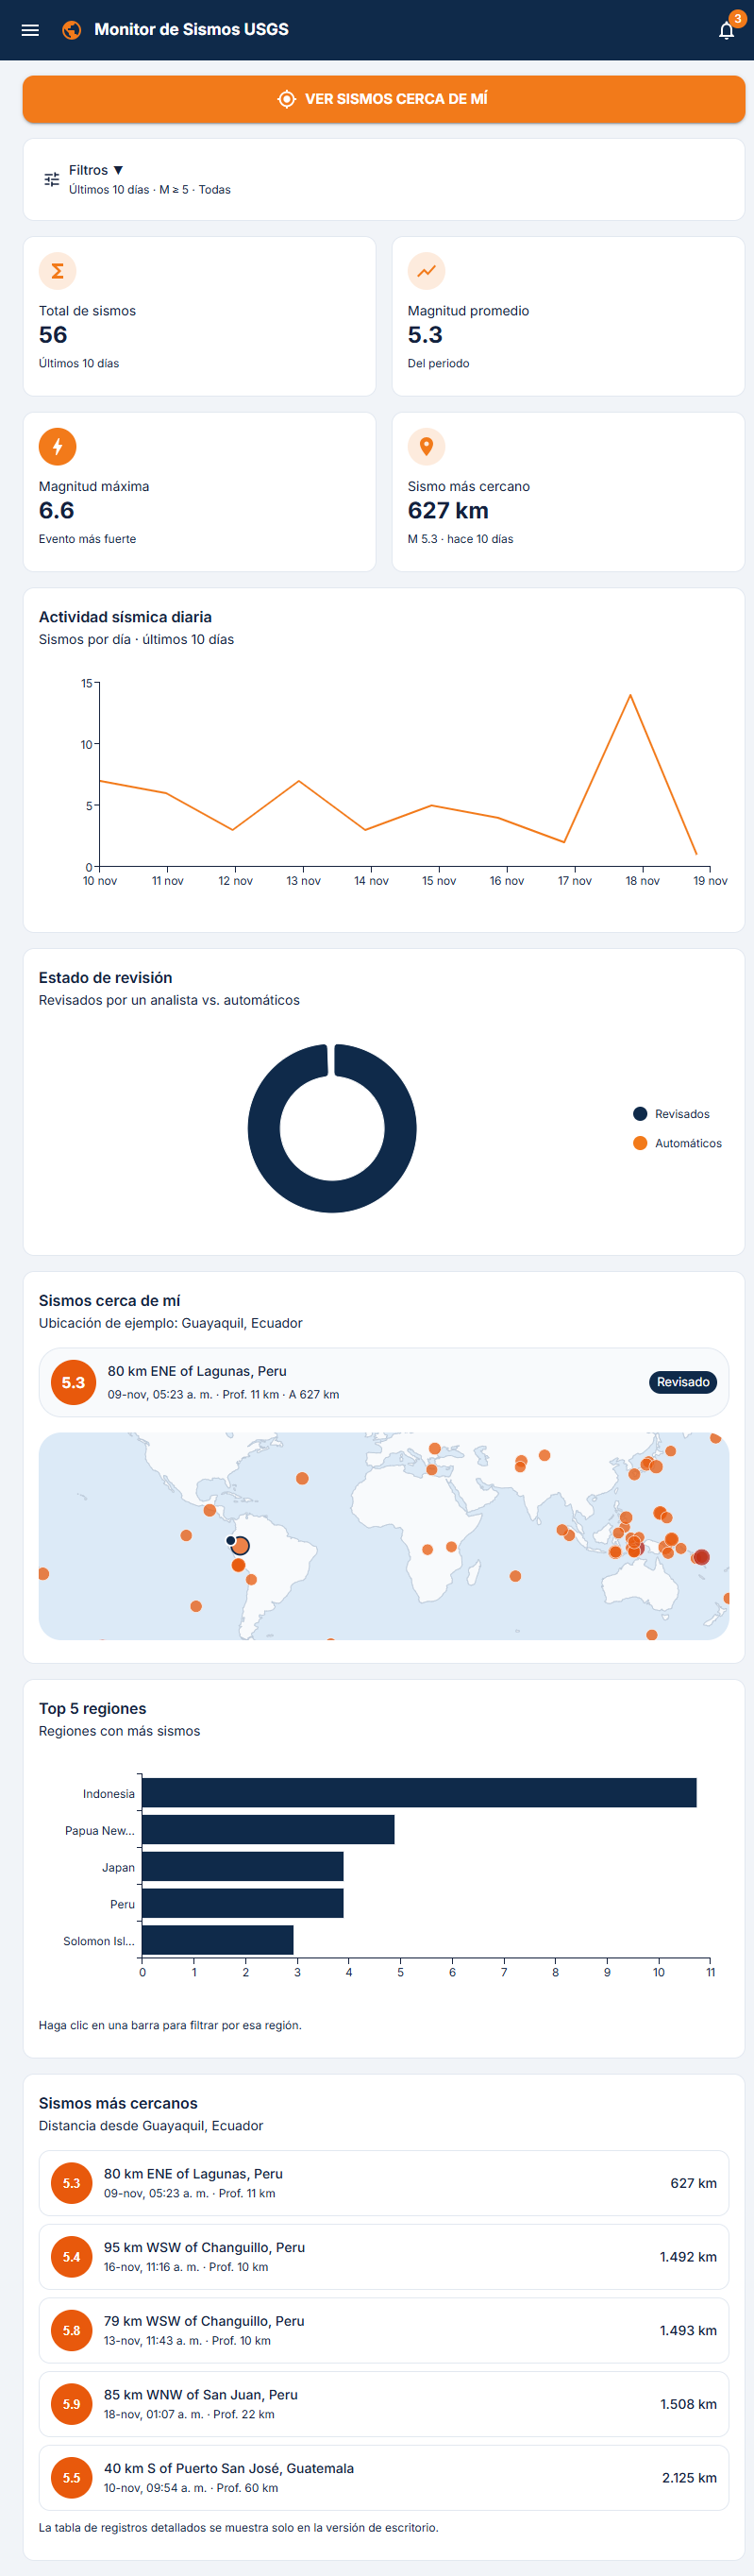 Monitor de Sismos USGS
3
VER SISMOS CERCA DE MÍ
Filtros ▼
Últimos 10 días · M ≥ 5 · Todas
Total de sismos
56
Últimos 10 días
Magnitud promedio
5.3
Del periodo
Magnitud máxima
6.6
Evento más fuerte
Sismo más cercano
627 km
M 5.3 · hace 10 días
Actividad sísmica diaria
Sismos por día · últimos 10 días
15
10
5
0
10 nov
11 nov
12 nov
13 nov
14 nov
15 nov
16 nov
17 nov
18 nov
19 nov
Estado de revisión
Revisados por un analista vs. automáticos
Revisados
Automáticos
Sismos cerca de mí
Ubicación de ejemplo: Guayaquil, Ecuador
5.3
80 km ENE of Lagunas, Peru
09-nov, 05:23 a. m. · Prof. 11 km · A 627 km
Revisado
Top 5 regiones
Regiones con más sismos
Indonesia
Papua New...
Japan
Peru
Solomon Isl...
0
1
2
3
4
5
6
7
8
9
10
11
Haga clic en una barra para filtrar por esa región.
Sismos más cercanos
Distancia desde Guayaquil, Ecuador
5.3
80 km ENE of Lagunas, Peru
09-nov, 05:23 a. m. · Prof. 11 km
627 km
5.4
95 km WSW of Changuillo, Peru
16-nov, 11:16 a. m. · Prof. 10 km
1.492 km
5.8
79 km WSW of Changuillo, Peru
13-nov, 11:43 a. m. · Prof. 10 km
1.493 km
5.9
85 km WNW of San Juan, Peru
18-nov, 01:07 a. m. · Prof. 22 km
1.508 km
5.5
40 km S of Puerto San José, Guatemala
10-nov, 09:54 a. m. · Prof. 60 km
2.125 km
La tabla de registros detallados se muestra solo en la versión de escritorio.